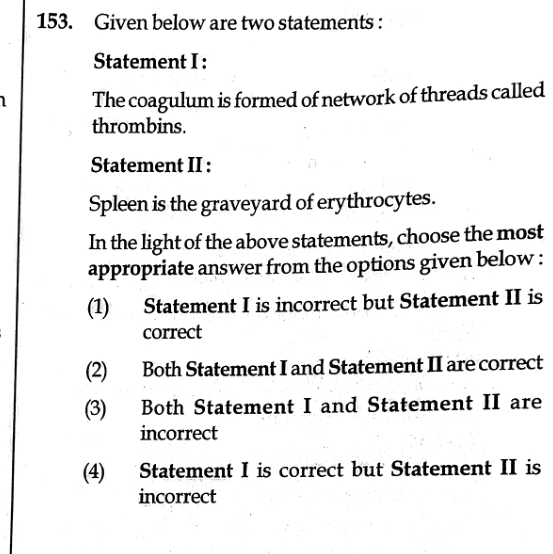 153. Given below are two statements :
Statement I :
The coagulum is formed of network of threads called
thrombins.
Statement II :
Spleen is the graveyard of erythrocytes.
In the light of the above statements, choose the most
appropriate answer from the options given below :
(1) Statement I is incorrect but Statement II is
correct
(2) Both Statement I and Statement II are correct
(3) Both Statement I and Statement II are
incorrect
(4) Statement I is correct but Statement II is
incorrect